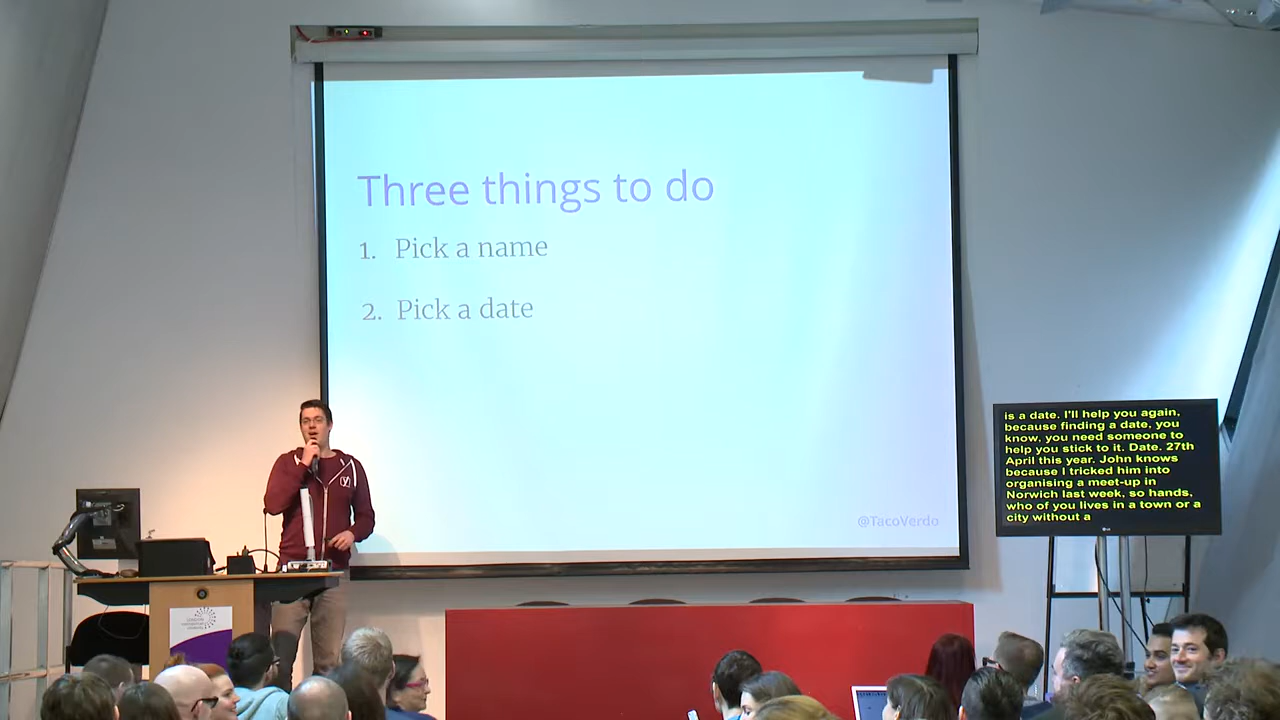 Three things to do
1. Pick a name
2. Pick a date
@TacoVerdo
is a date. I'll help you again,
because finding a date, you
know, you need someone to
help you stick to it. Date. 27th
April this year. John knows
because I tricked him into
organising a meet-up in
Norwich last week, so hands,
who of you lives in a town or a
city without a